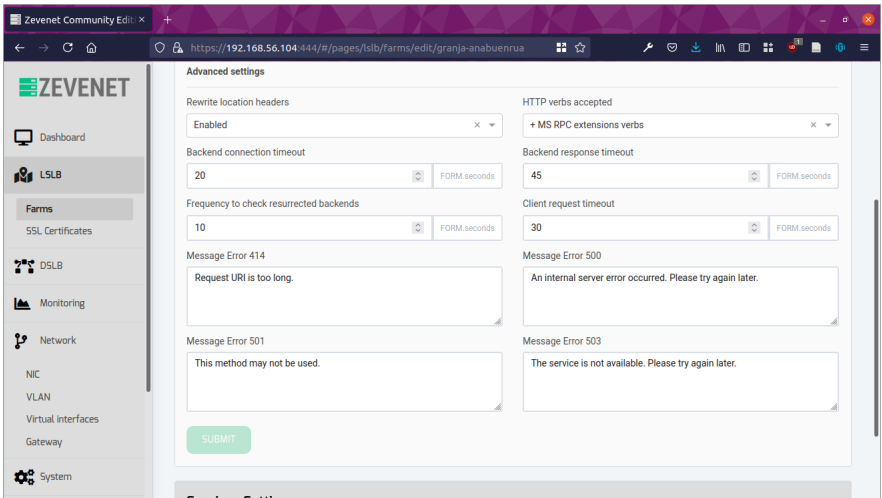 Zevenet Community Editi
https://192.168.56.104:444/#/pages/lslb/farms/edit/granja-anabuenrua
1
ZEVENET
Dashboard
LSLB
Farms
SSL Certificates
DSLB
Monitoring
Network
NIC
VLAN
Virtual interfaces
Gateway
System
Advanced settings
Rewrite location headers
HTTP verbs accepted
Enabled
+ MS RPC extensions verbs
Backend connection timeout
Backend response timeout
20 FORM.seconds
45 FORM.seconds
Frequency to check resurrected backends
Client request timeout
10 FORM.seconds
30 FORM.seconds
Message Error 414
Message Error 500
Request URI is too long.
An internal server error occurred. Please try again later.
Message Error 501
Message Error 503
This method may not be used.
The service is not available. Please try again later.
SUBMIT